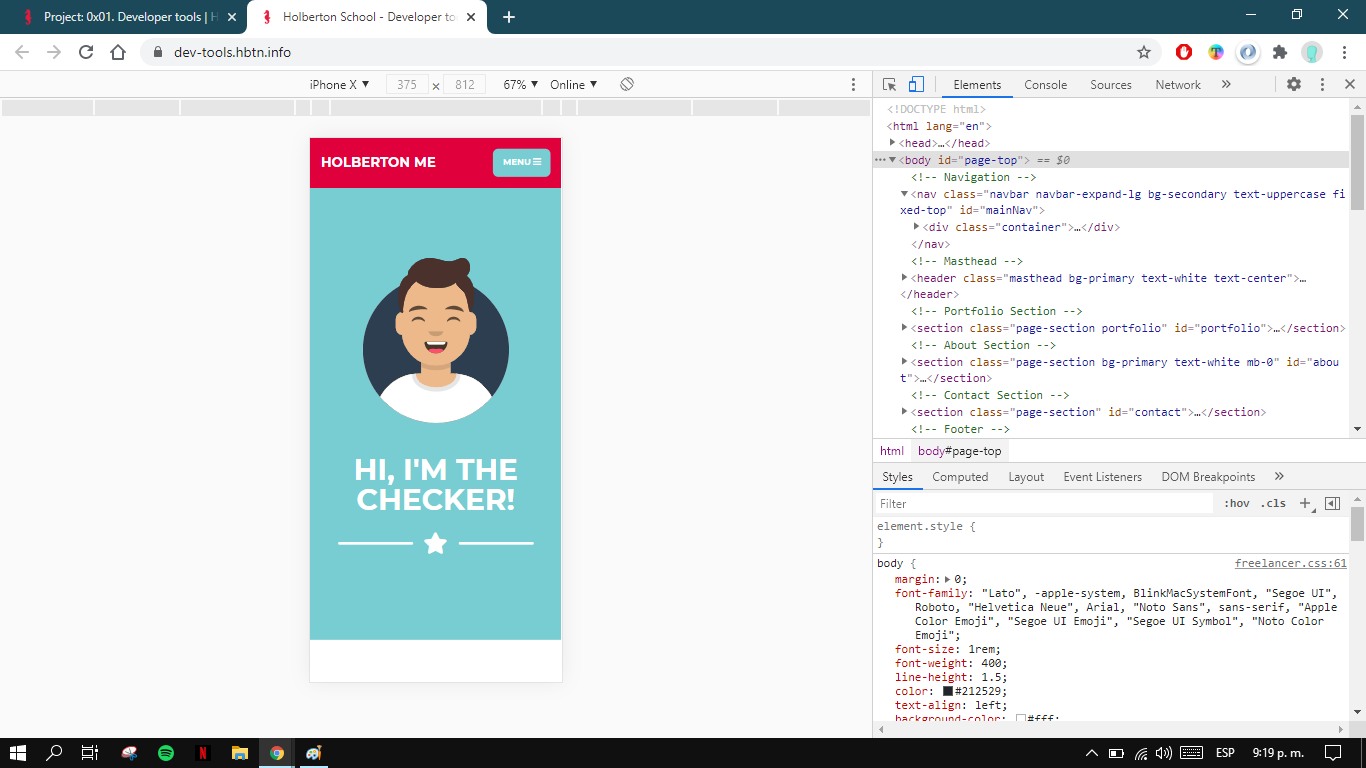 Project: 0x01. Developer tools | H
Holberton School - Developer to
dev-tools.hbtn.info
iPhone X ▼ 375 × 812 67% ▼ Online ▼
Elements Console Sources Network »
HOLBERTON ME
MENU
HI, I'M THE
CHECKER!
<!DOCTYPE html>
<html lang="en">
<head>…</head>
<body id="page-top"> == $0
<!-- Navigation -->
<nav class="navbar navbar-expand-lg bg-secondary text-uppercase fi
xed-top" id="mainNav">
<div class="container">…</div>
</nav>
<!-- Masthead -->
<header class="masthead bg-primary text-white text-center">…
</header>
<!-- Portfolio Section -->
<section class="page-section portfolio" id="portfolio">…</section>
<!-- About Section -->
<section class="page-section bg-primary text-white mb-0" id="abou
t">…</section>
<!-- Contact Section -->
<section class="page-section" id="contact">…</section>
<!-- Footer -->
html body#page-top
Styles Computed Layout Event Listeners DOM Breakpoints »
Filter :hov .cls +
element.style {
}
body { freelancer.css:61
margin: 0;
font-family: "Lato", -apple-system, BlinkMacSystemFont, "Segoe UI",
Roboto, "Helvetica Neue", Arial, "Noto Sans", sans-serif, "Apple
Color Emoji", "Segoe UI Emoji", "Segoe UI Symbol", "Noto Color
Emoji";
font-size: 1rem;
font-weight: 400;
line-height: 1.5;
color: #212529;
text-align: left;
background-color: #fff;
ESP 9:19 p. m.